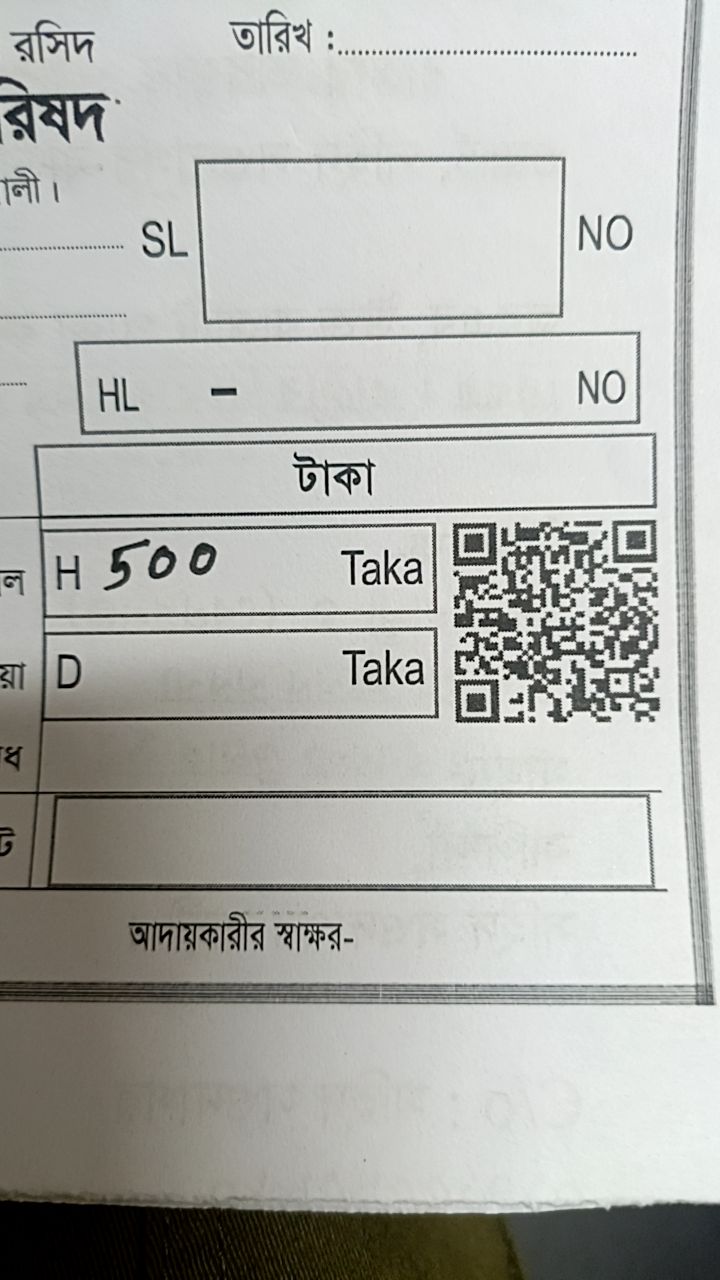 রসিদ তারিখ :
রিষদ
ালী।
SL NO
HL - NO
টাকা
ল H 500 Taka
য়া D Taka
ধ
ট
আদায়কারীর স্বাক্ষর-